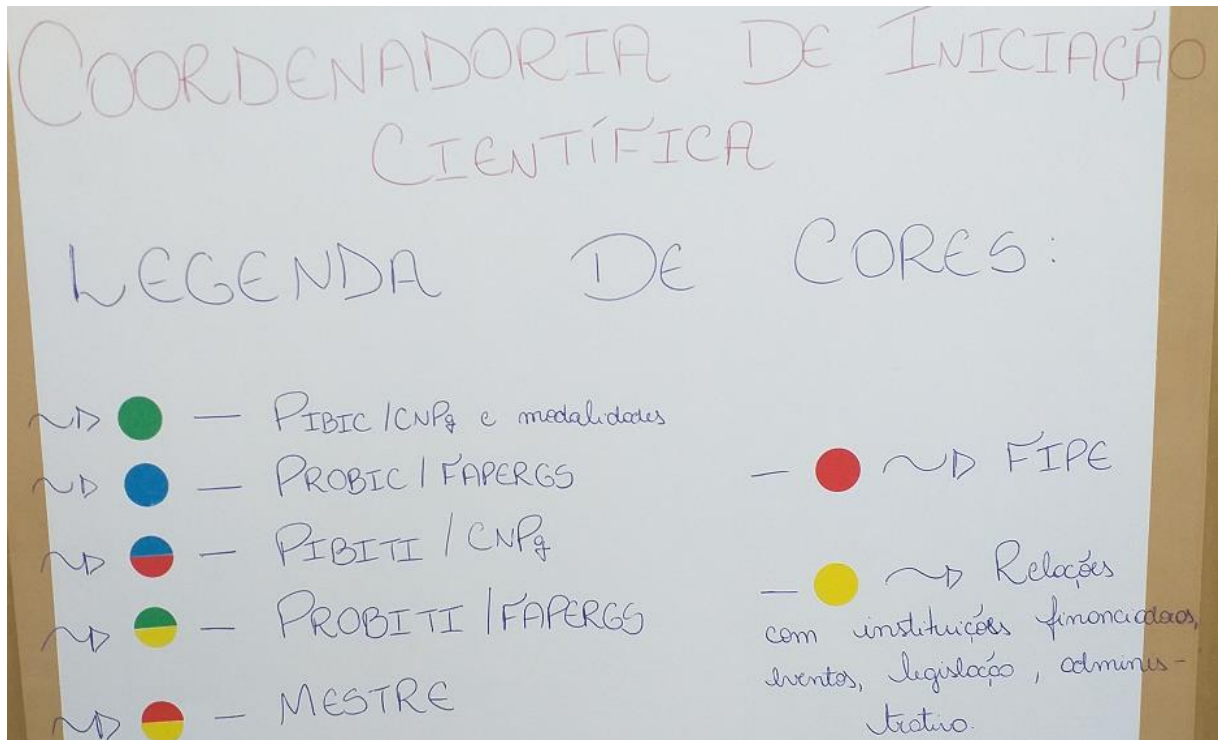 COORDENADORIA DE INICIAÇÃO
CIENTÍFICA
LEGENDA DE CORES:
— PIBIC/CNPq e modalidades
— PROBIC/FAPERGS
— PIBITI/CNPq
— PROBITI/FAPERGS
— MESTRE
— FIPE
— Relações
com instituições financiadoras,
eventos, legislação, adminis-
trativo.